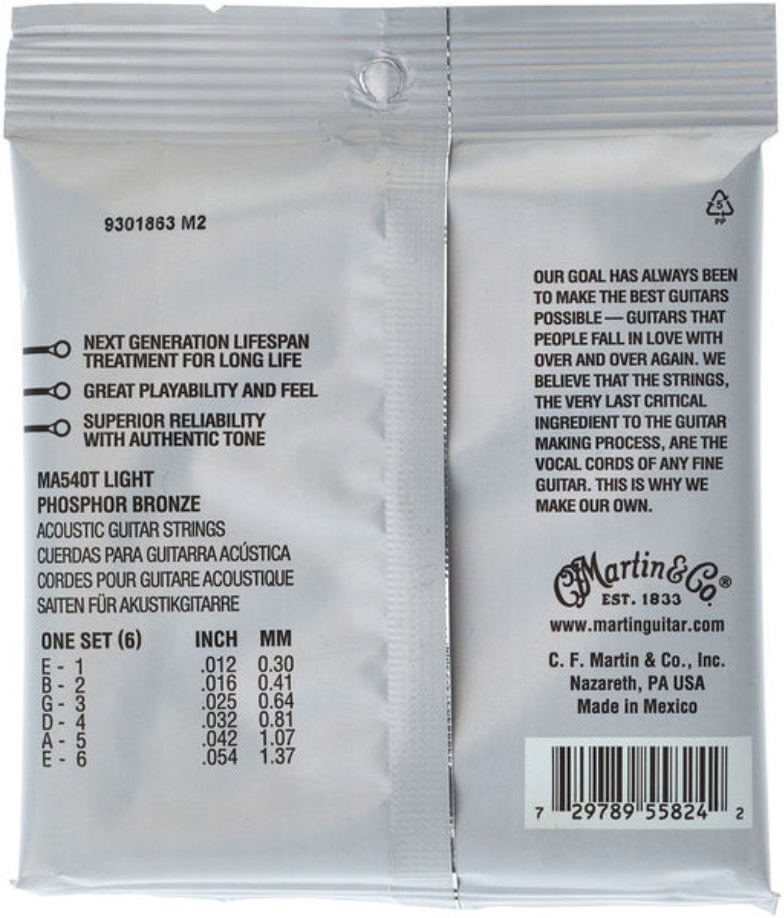 9301863 M2
5
PP
NEXT GENERATION LIFESPAN
TREATMENT FOR LONG LIFE
GREAT PLAYABILITY AND FEEL
SUPERIOR RELIABILITY
WITH AUTHENTIC TONE
MA540T LIGHT
PHOSPHOR BRONZE
ACOUSTIC GUITAR STRINGS
CUERDAS PARA GUITARRA ACÚSTICA
CORDES POUR GUITARE ACOUSTIQUE
SAITEN FÜR AKUSTIKGITARRE
ONE SET (6) INCH MM
E - 1 .012 0.30
B - 2 .016 0.41
G - 3 .025 0.64
D - 4 .032 0.81
A - 5 .042 1.07
E - 6 .054 1.37
OUR GOAL HAS ALWAYS BEEN
TO MAKE THE BEST GUITARS
POSSIBLE — GUITARS THAT
PEOPLE FALL IN LOVE WITH
OVER AND OVER AGAIN. WE
BELIEVE THAT THE STRINGS,
THE VERY LAST CRITICAL
INGREDIENT TO THE GUITAR
MAKING PROCESS, ARE THE
VOCAL CORDS OF ANY FINE
GUITAR. THIS IS WHY WE
MAKE OUR OWN.
CF Martin & Co.®
EST. 1833
www.martinguitar.com
C. F. Martin & Co., Inc.
Nazareth, PA USA
Made in Mexico
7 29789 55824 2